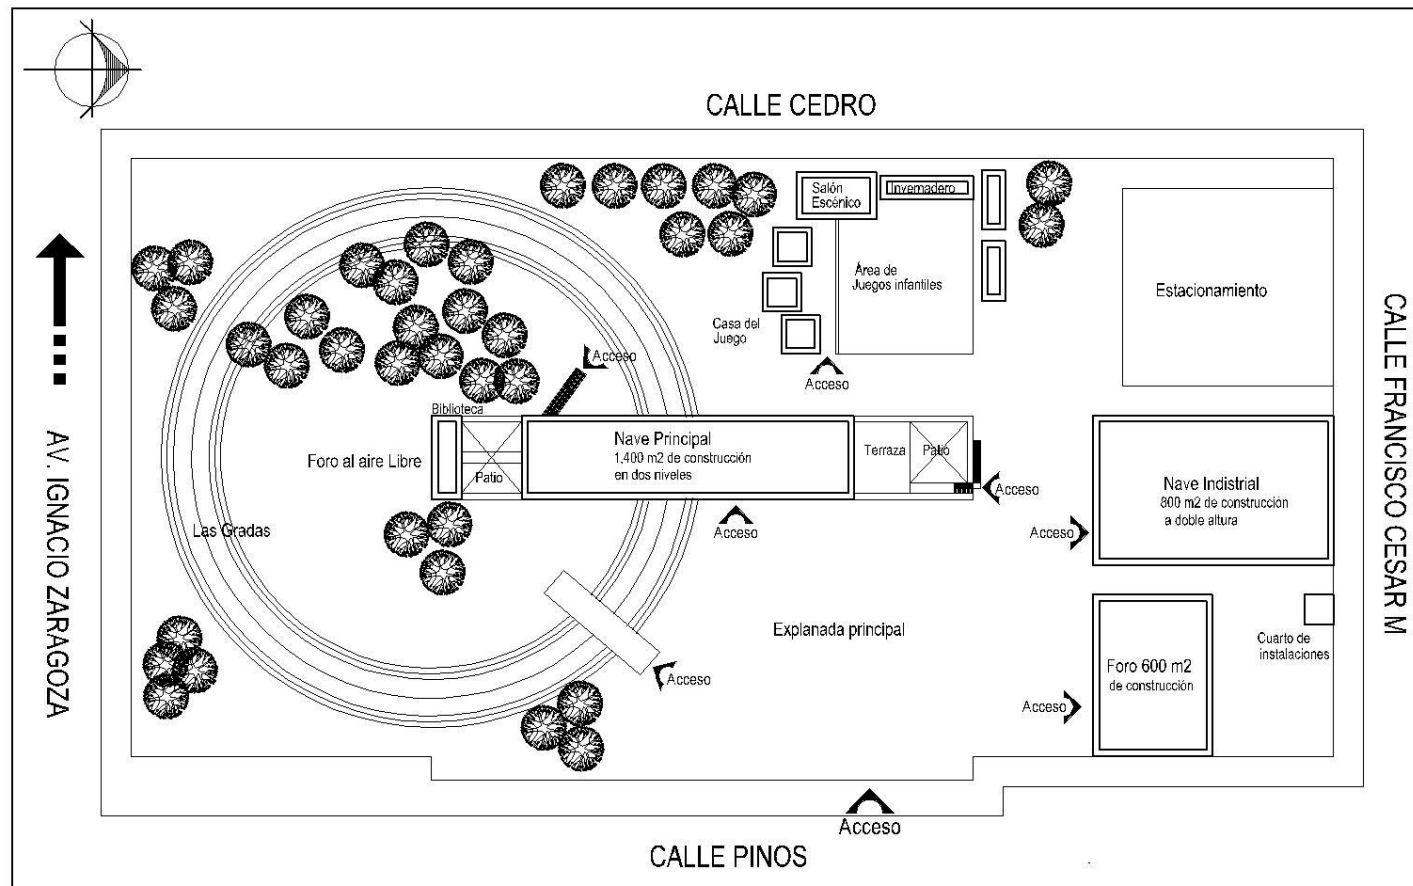 CALLE CEDRO
Salón
Escénico
Invernadero
Área de
Juegos infantiles
Casa del
Juego
Acceso
Estacionamiento
CALLE FRANCISCO CESAR M
AV. IGNACIO ZARAGOZA
Acceso
Biblioteca
Foro al aire Libre
Patio
Nave Principal
1,400 m2 de construcción
en dos niveles
Terraza
Patio
Acceso
Acceso
Nave Indistrial
800 m2 de construcción
a doble altura
Acceso
Las Gradas
Explanada principal
Acceso
Cuarto de
instalaciones
Foro 600 m2
de construcción
Acceso
Acceso
CALLE PINOS